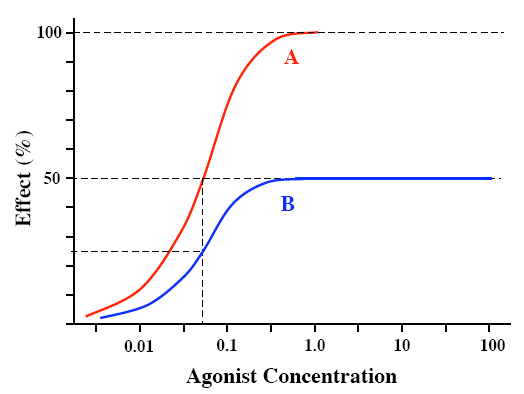 100
A
50
B
Effect (%)
0.01 0.1 1.0 10 100
Agonist Concentration